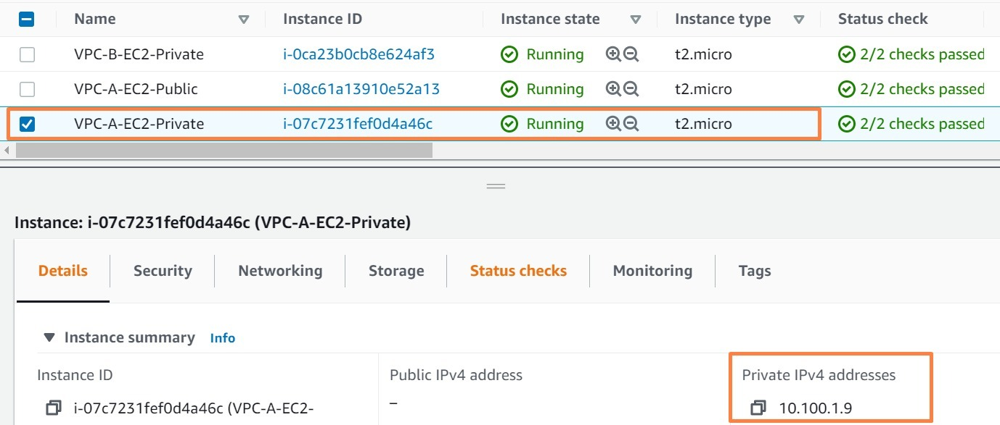 Name Instance ID Instance state Instance type Status check
VPC-B-EC2-Private i-0ca23b0cb8e624af3 Running t2.micro 2/2 checks passed
VPC-A-EC2-Public i-08c61a13910e52a13 Running t2.micro 2/2 checks passed
VPC-A-EC2-Private i-07c7231fef0d4a46c Running t2.micro 2/2 checks passed
Instance: i-07c7231fef0d4a46c (VPC-A-EC2-Private)
Details Security Networking Storage Status checks Monitoring Tags
Instance summary Info
Instance ID Public IPv4 address Private IPv4 addresses
i-07c7231fef0d4a46c (VPC-A-EC2- – 10.100.1.9